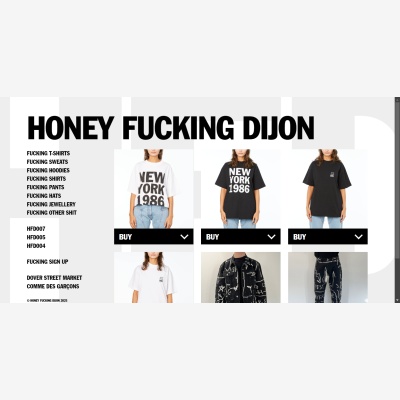 HONEY FUCKING DIJON
FUCKING T-SHIRTS
FUCKING SWEATS
FUCKING HOODIES
FUCKING SHIRTS
FUCKING PANTS
FUCKING HATS
FUCKING JEWELLERY
FUCKING OTHER SHIT
HFD007
HFD005
HFD004
FUCKING SIGN UP
DOVER STREET MARKET
COMME DES GARÇONS
© HONEY FUCKING DIJON 2023
NEW
YORK
1986
NEW
YORK
1986
BUY
BUY
BUY